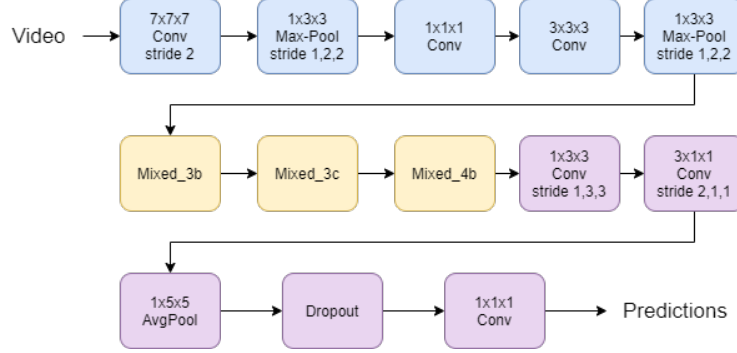 Video
7x7x7
Conv
stride 2
1x3x3
Max-Pool
stride 1,2,2
1x1x1
Conv
3x3x3
Conv
1x3x3
Max-Pool
stride 1,2,2
Mixed_3b
Mixed_3c
Mixed_4b
1x3x3
Conv
stride 1,3,3
3x1x1
Conv
stride 2,1,1
1x5x5
AvgPool
Dropout
1x1x1
Conv
Predictions